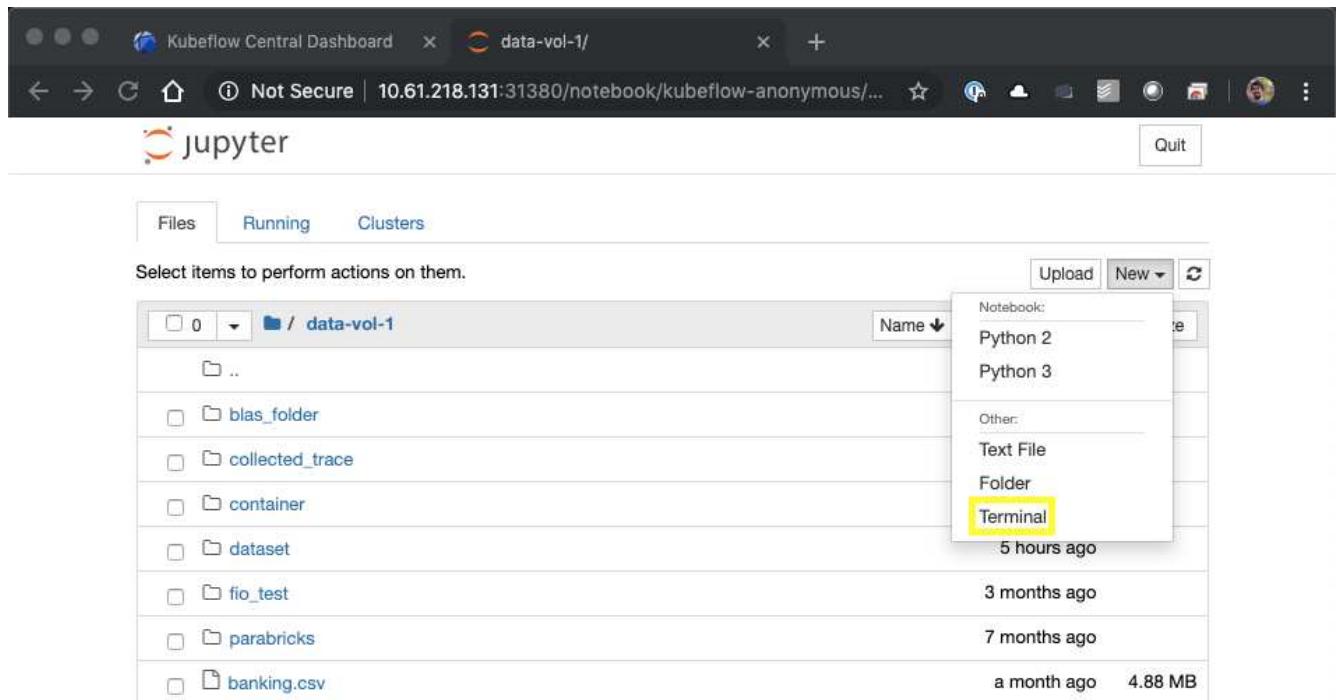 Kubeflow Central Dashboard
data-vol-1/
Not Secure | 10.61.218.131:31380/notebook/kubeflow-anonymous/...
jupyter
Quit
Files Running Clusters
Select items to perform actions on them.
Upload New
0 / data-vol-1 Name
Notebook:
Python 2
Python 3
Other:
Text File
Folder
Terminal
..
blas_folder
collected_trace
container
dataset 5 hours ago
fio_test 3 months ago
parabricks 7 months ago
banking.csv a month ago 4.88 MB